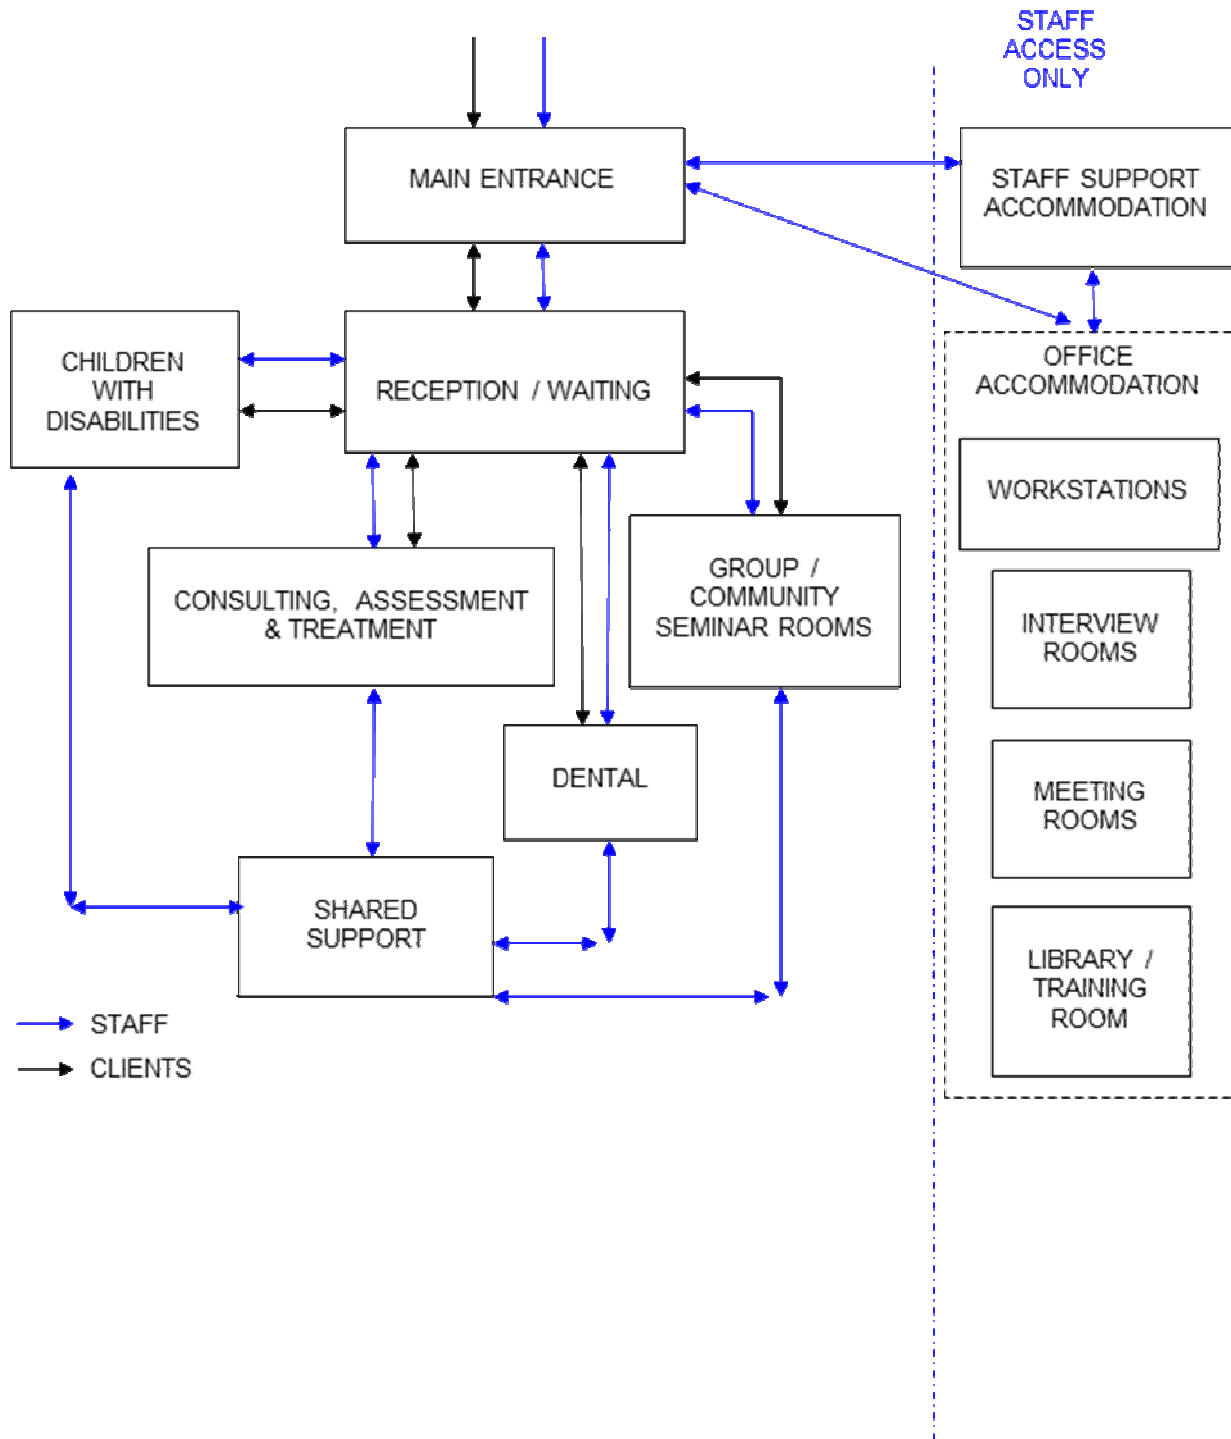 STAFF
ACCESS
ONLY
MAIN ENTRANCE
STAFF SUPPORT
ACCOMMODATION
CHILDREN
WITH
DISABILITIES
RECEPTION / WAITING
OFFICE
ACCOMMODATION
WORKSTATIONS
CONSULTING, ASSESSMENT
& TREATMENT
GROUP /
COMMUNITY
SEMINAR ROOMS
INTERVIEW
ROOMS
DENTAL
MEETING
ROOMS
SHARED
SUPPORT
LIBRARY /
TRAINING
ROOM
STAFF
CLIENTS